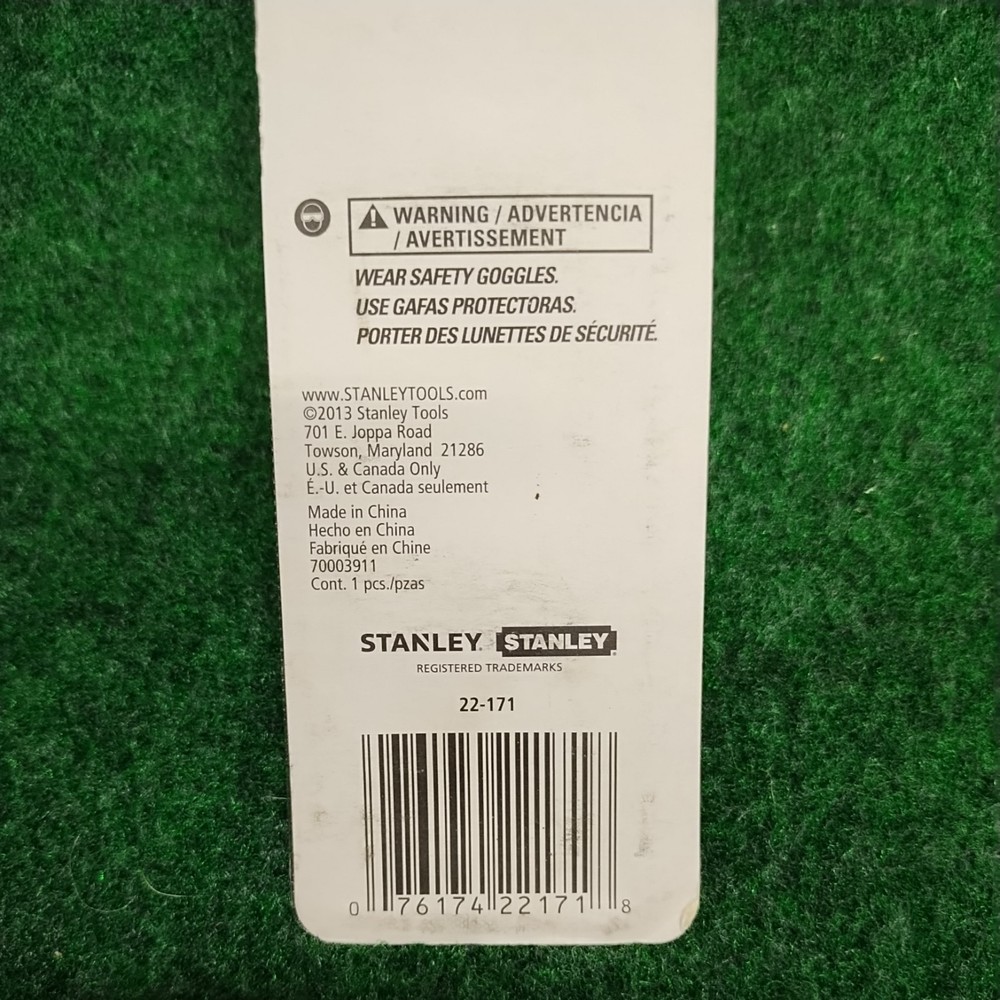 WARNING / ADVERTENCIA
/ AVERTISSEMENT
WEAR SAFETY GOGGLES.
USE GAFAS PROTECTORAS.
PORTER DES LUNETTES DE SÉCURITÉ.
www.STANLEYTOOLS.com
©2013 Stanley Tools
701 E. Joppa Road
Towson, Maryland 21286
U.S. & Canada Only
É.-U. et Canada seulement
Made in China
Hecho en China
Fabriqué en Chine
70003911
Cont. 1 pcs./pzas
STANLEY. STANLEY®
REGISTERED TRADEMARKS
22-171
0 76174 22171 8